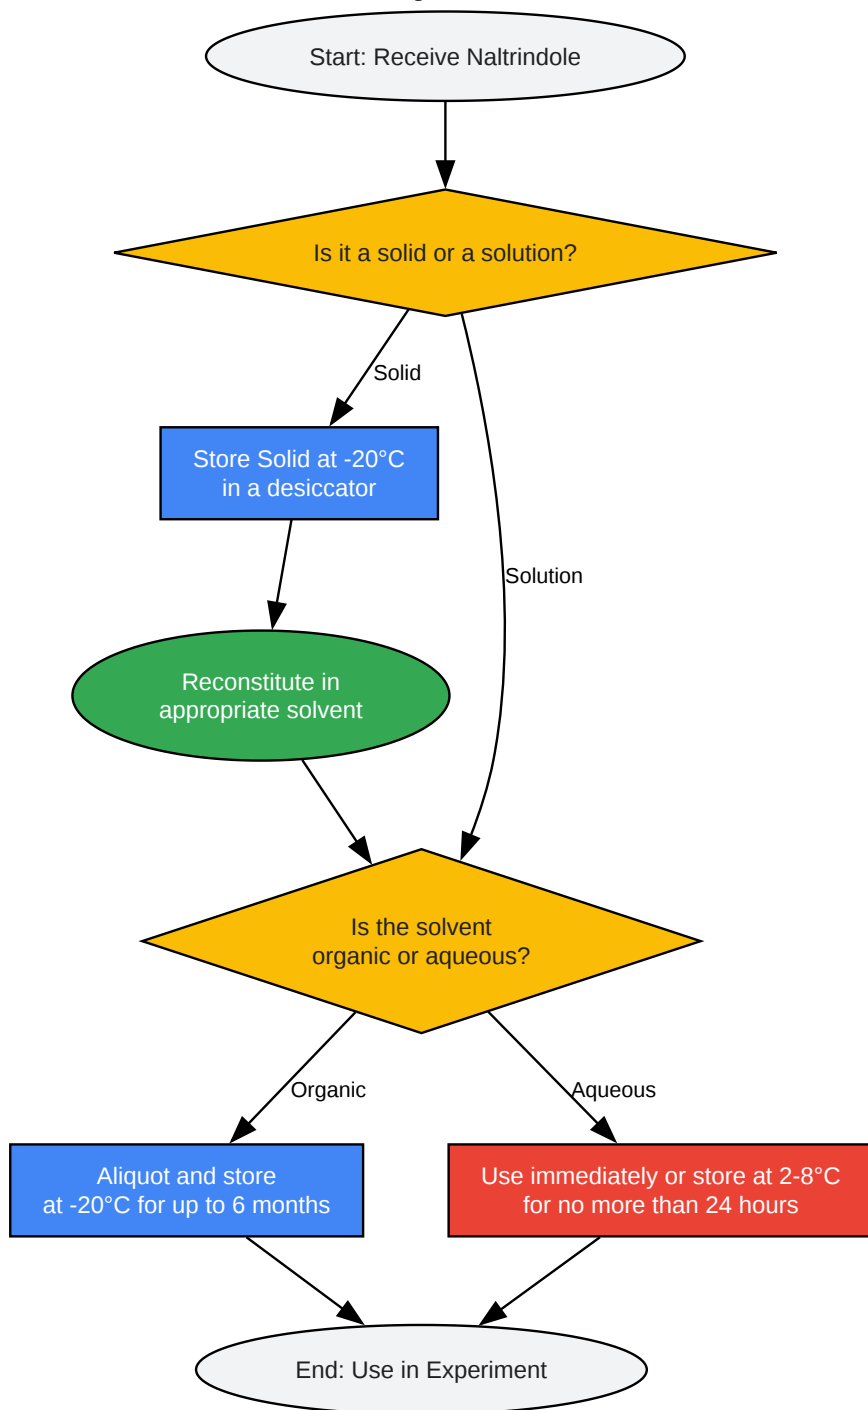 Start: Receive Naltrindole
Is it a solid or a solution?
Solid
Store Solid at -20°C
in a desiccator
Solution
Reconstitute in
appropriate solvent
Is the solvent
organic or aqueous?
Organic
Aqueous
Aliquot and store
at -20°C for up to 6 months
Use immediately or store at 2-8°C
for no more than 24 hours
End: Use in Experiment